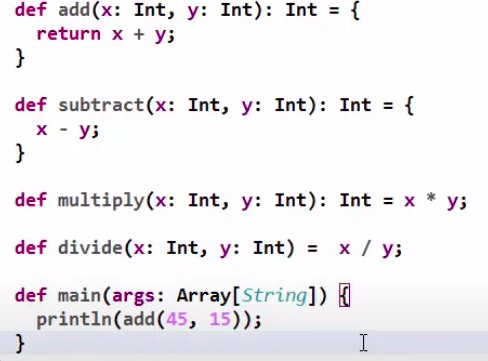 def add(x: Int, y: Int): Int = {
return x + y;
}
def subtract(x: Int, y: Int): Int = {
x - y;
}
def multiply(x: Int, y: Int): Int = x * y;
def divide(x: Int, y: Int) =  x / y;
def main(args: Array[String]) {
println(add(45, 15));
}